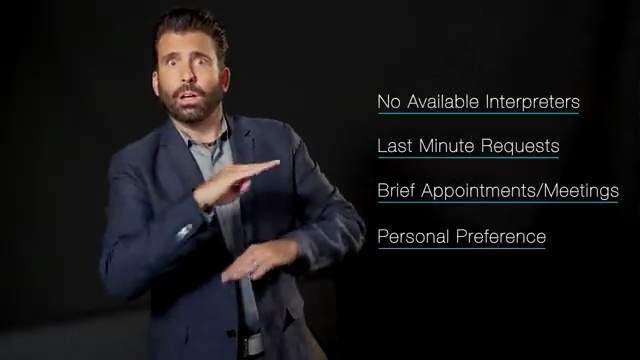 No Available Interpreters
Last Minute Requests
Brief Appointments/Meetings
Personal Preference